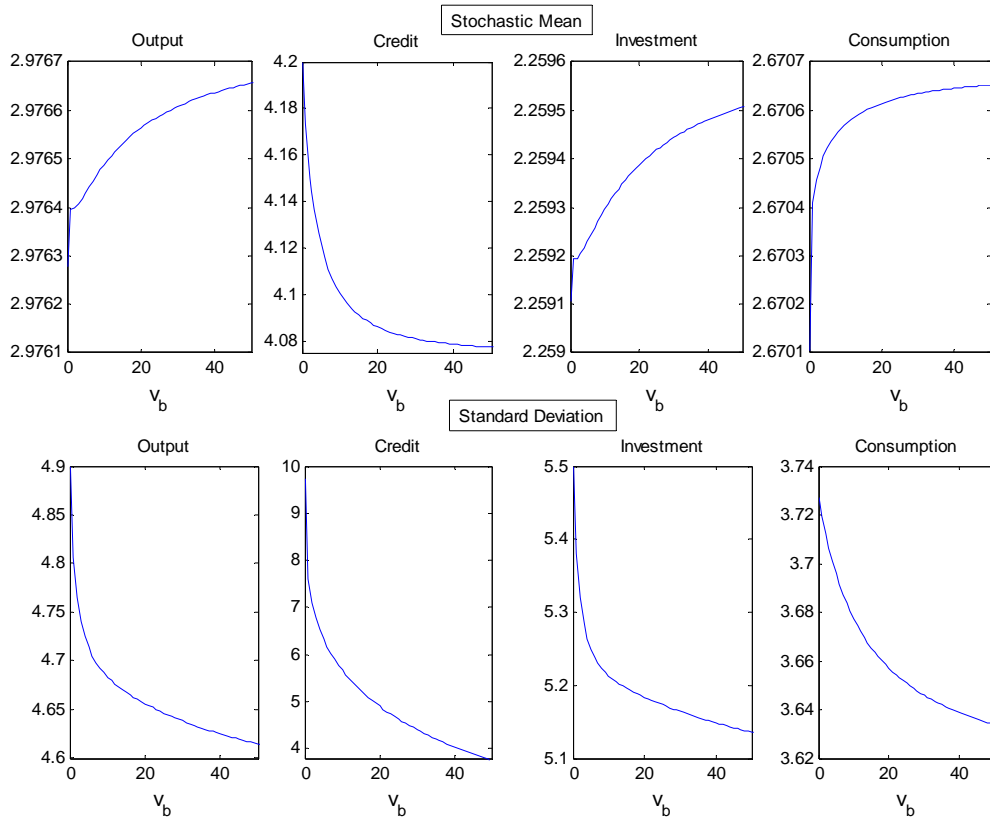 Stochastic Mean
Output Credit Investment Consumption
2.9767 4.2 2.2596 2.6707
2.9766 4.18 2.2595 2.6706
2.9765 4.16 2.2594 2.6705
2.9764 4.14 2.2593 2.6704
2.9763 4.12 2.2592 2.6703
2.9762 4.1 2.2591 2.6702
2.9761 4.08 2.259 2.6701
0 20 40 0 20 40 0 20 40 0 20 40
v_b v_b v_b v_b
Standard Deviation
Output Credit Investment Consumption
4.9 10 5.5 3.74
4.85 9 5.4 3.72
4.8 8 5.3 3.7
4.75 7 5.2 3.68
4.7 6 5.1 3.66
4.65 5 3.64
4.6 4 3.62
0 20 40 0 20 40 0 20 40 0 20 40
v_b v_b v_b v_b